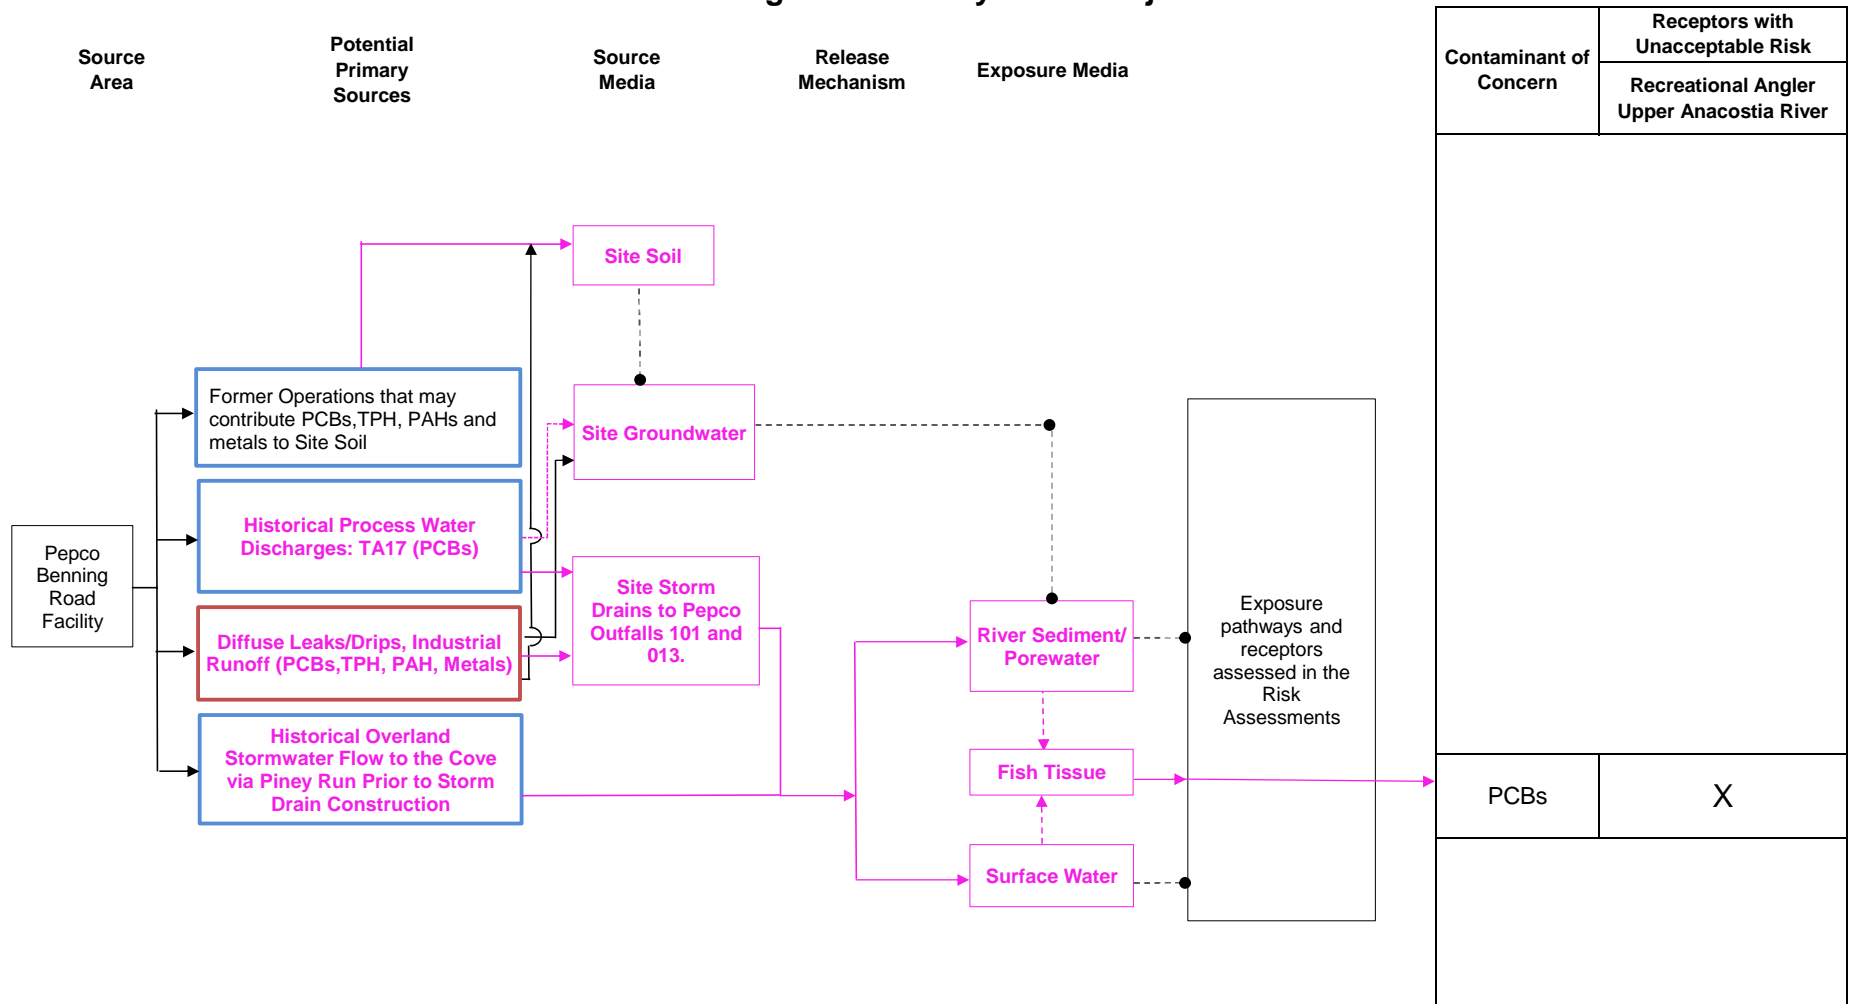 Source
Area
Potential
Primary
Sources
Source
Media
Release
Mechanism
Exposure Media
Contaminant of
Concern
Receptors with
Unacceptable Risk
Recreational Angler
Upper Anacostia River
Site Soil
Former Operations that may
contribute PCBs,TPH, PAHs and
metals to Site Soil
Site Groundwater
Historical Process Water
Discharges: TA17 (PCBs)
Pepco
Benning
Road
Facility
Site Storm
Drains to Pepco
Outfalls 101 and
013.
Diffuse Leaks/Drips, Industrial
Runoff (PCBs,TPH, PAH, Metals)
River Sediment/
Porewater
Exposure
pathways and
receptors
assessed in the
Risk
Assessments
Historical Overland
Stormwater Flow to the Cove
via Piney Run Prior to Storm
Drain Construction
Fish Tissue
PCBs
X
Surface Water